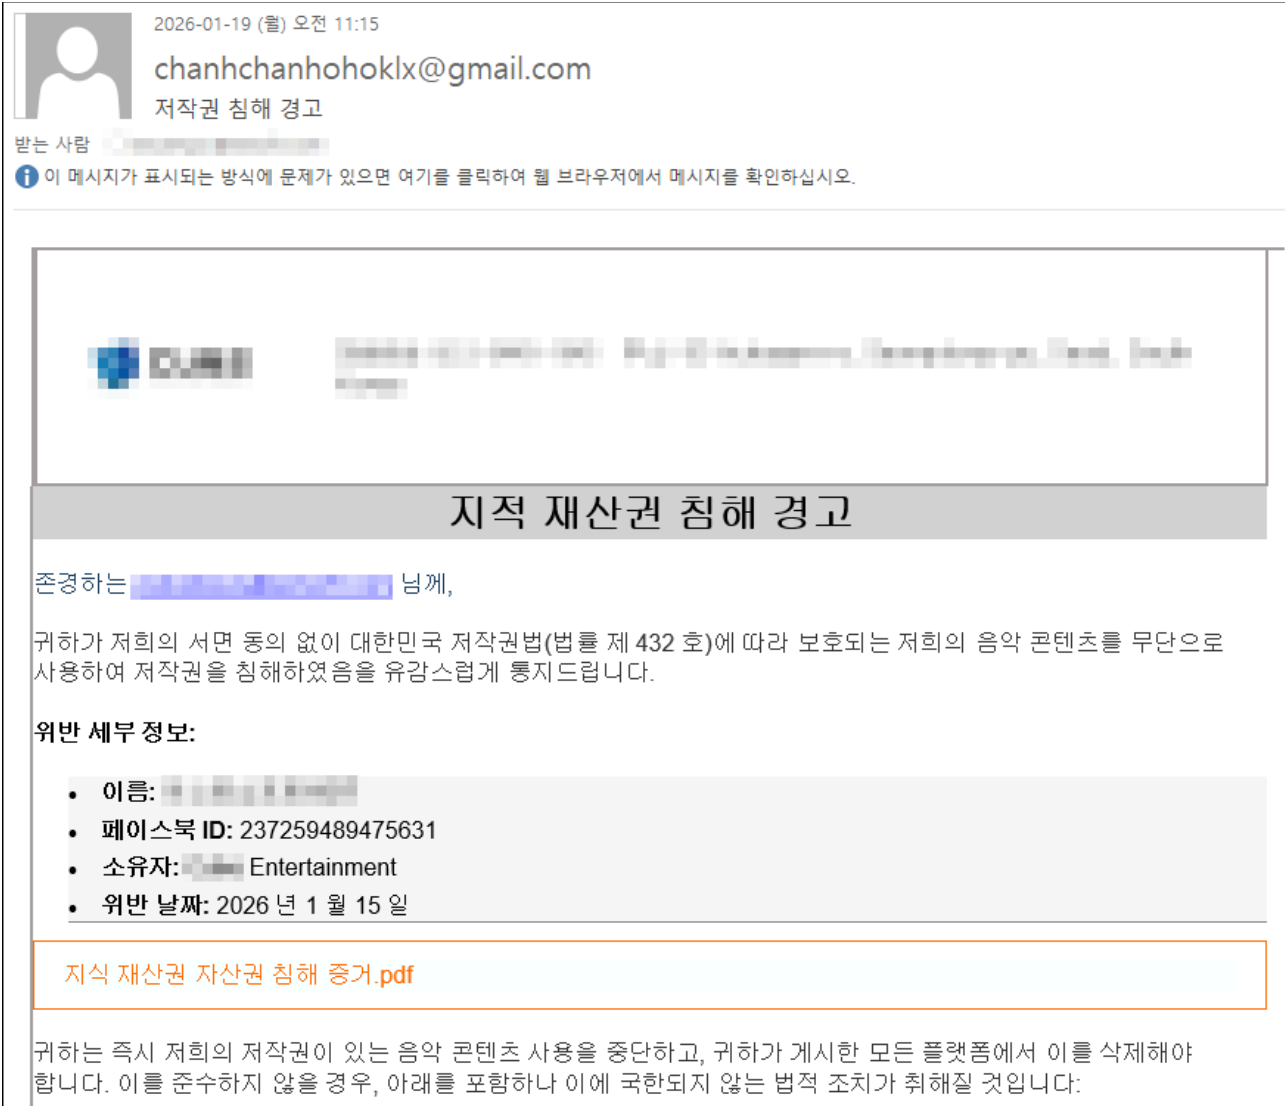 2026-01-19 (월) 오전 11:15
chanhchanhohoklx@gmail.com
저작권 침해 경고
받는 사람
이 메시지가 표시되는 방식에 문제가 있으면 여기를 클릭하여 웹 브라우저에서 메시지를 확인하십시오.
지적 재산권 침해 경고
존경하는 님께,
귀하가 저희의 서면 동의 없이 대한민국 저작권법(법률 제 432 호)에 따라 보호되는 저희의 음악 콘텐츠를 무단으로
사용하여 저작권을 침해하였음을 유감스럽게 통지드립니다.
위반 세부 정보:
• 이름:
• 페이스북 ID: 237259489475631
• 소유자: Entertainment
• 위반 날짜: 2026 년 1 월 15 일
지식 재산권 자산권 침해 증거.pdf
귀하는 즉시 저희의 저작권이 있는 음악 콘텐츠 사용을 중단하고, 귀하가 게시한 모든 플랫폼에서 이를 삭제해야
합니다. 이를 준수하지 않을 경우, 아래를 포함하나 이에 국한되지 않는 법적 조치가 취해질 것입니다: